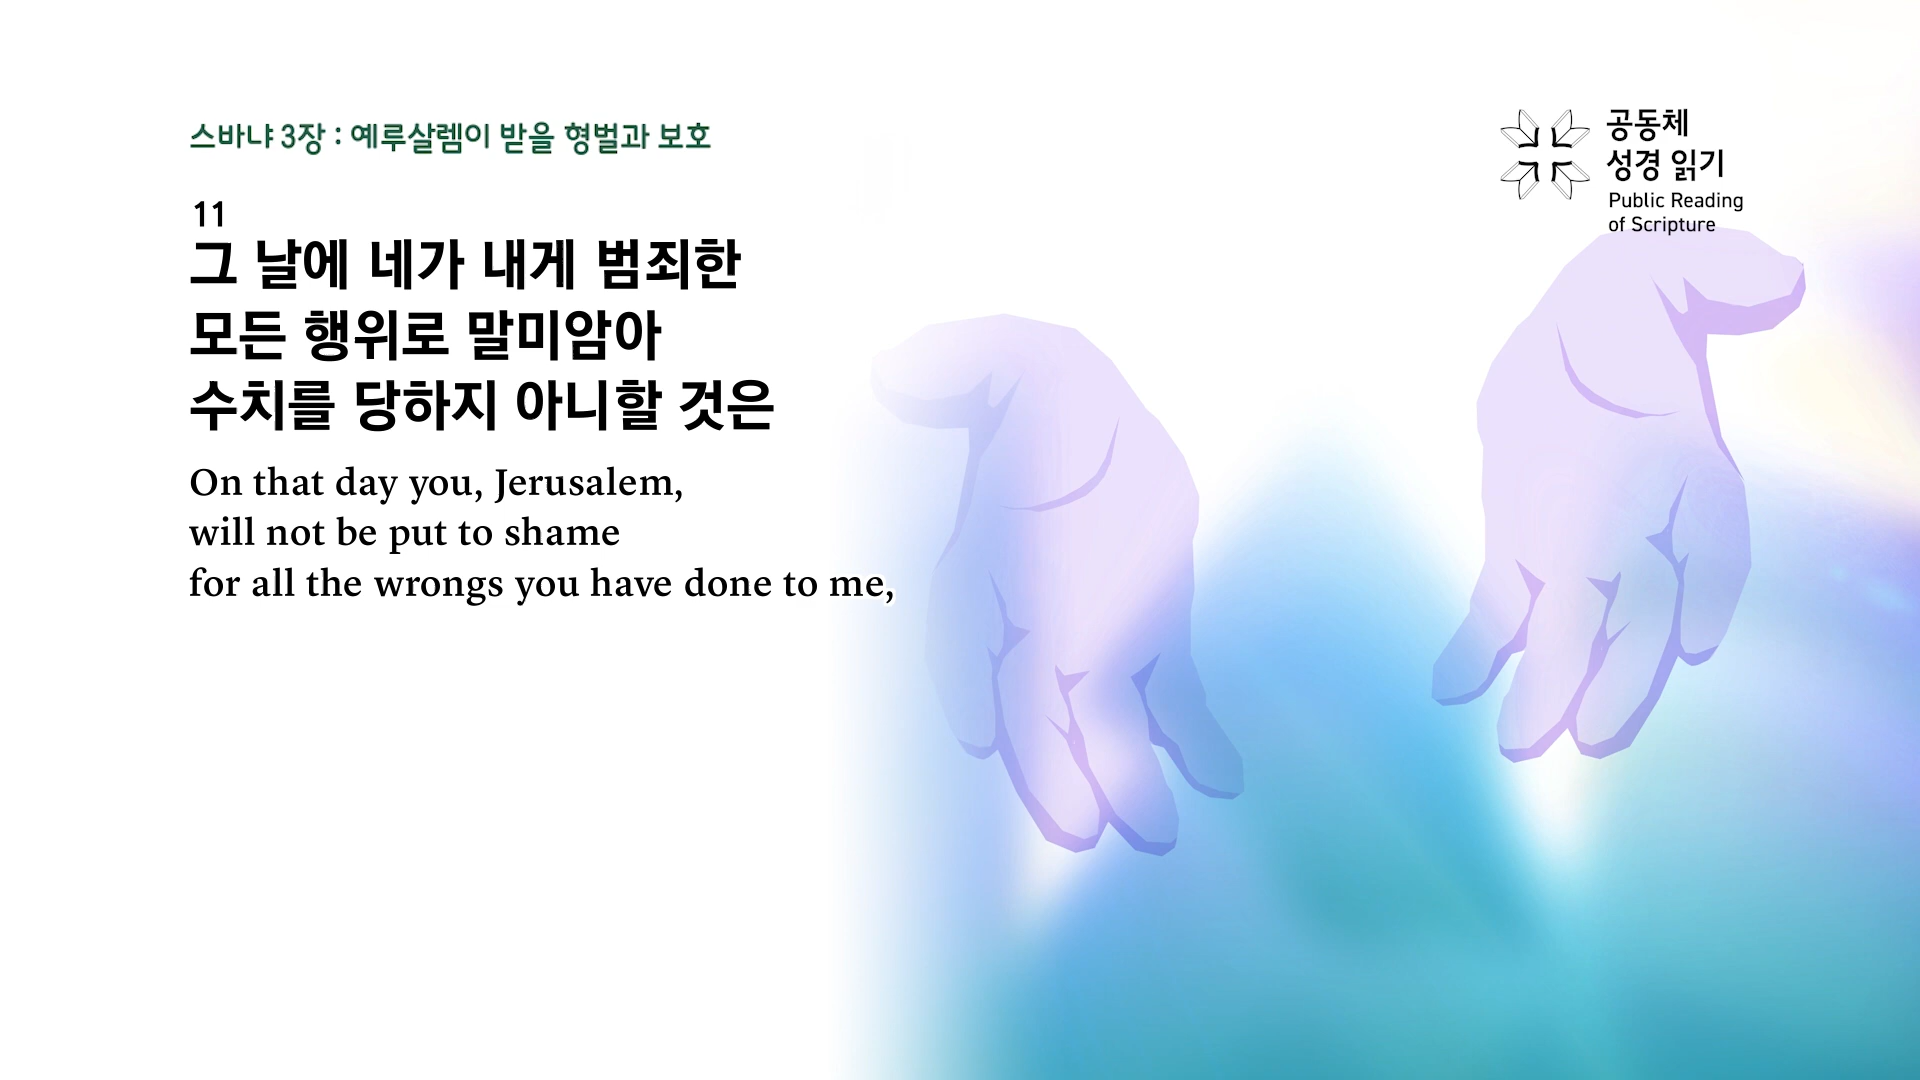 스바냐 3장 : 예루살렘이 받을 형벌과 보호
11
그 날에 네가 내게 범죄한
모든 행위로 말미암아
수치를 당하지 아니할 것은
On that day you, Jerusalem,
will not be put to shame
for all the wrongs you have done to me,
공동체
성경 읽기
Public Reading
of Scripture